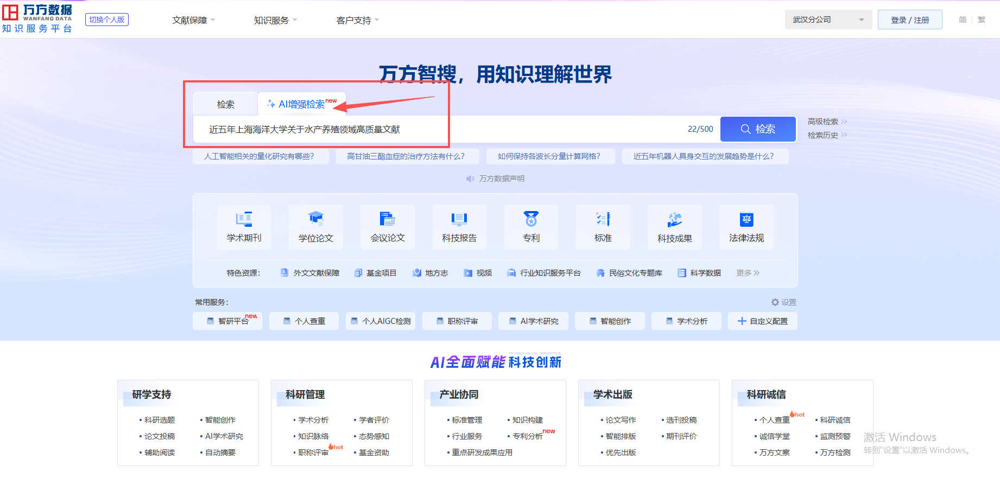 万方数据
WANFANG DATA
知识服务平台
切换个人版
文献保障
知识服务
客户支持
武汉分公司
登录 / 注册
简
繁
万方智搜，用知识理解世界
检索
AI增强检索
new
近五年上海海洋大学关于水产养殖领域高质量文献
22/500
检索
高级检索
检索历史
人工智能相关的量化研究有哪些?
高甘油三酯血症的治疗方法有什么?
如何保持各波长分量计算网格?
近五年机器人具身交互的发展趋势是什么?
万方数据声明
学术期刊
学位论文
会议论文
科技报告
专利
标准
科技成果
法律法规
特色资源：
外文文献保障
基金项目
地方志
视频
行业知识服务平台
民俗文化专题库
科学数据
更多
常用服务：
设置
智研平台
new
个人查重
个人AIGC检测
职称评审
AI学术研究
智能创作
学术分析
自定义配置
AI全面赋能
TECHNOLOGICAL INNOVATION
科技创新
研学支持
科研选题
智能创作
论文投稿
AI学术研究
辅助阅读
自动摘要
科研管理
学术分析
学者评价
知识脉络
态势感知
职称评审
hot
基金资助
产业协同
标准管理
知识构建
行业服务
专利分析
new
重点研发成果应用
学术出版
论文写作
选刊投稿
智能排版
期刊评价
优先出版
科研诚信
个人查重
hot
科研诚信
诚信学堂
监测预警
万方文察
万方检测
激活 Windows
转到"设置"以激活 Windows。